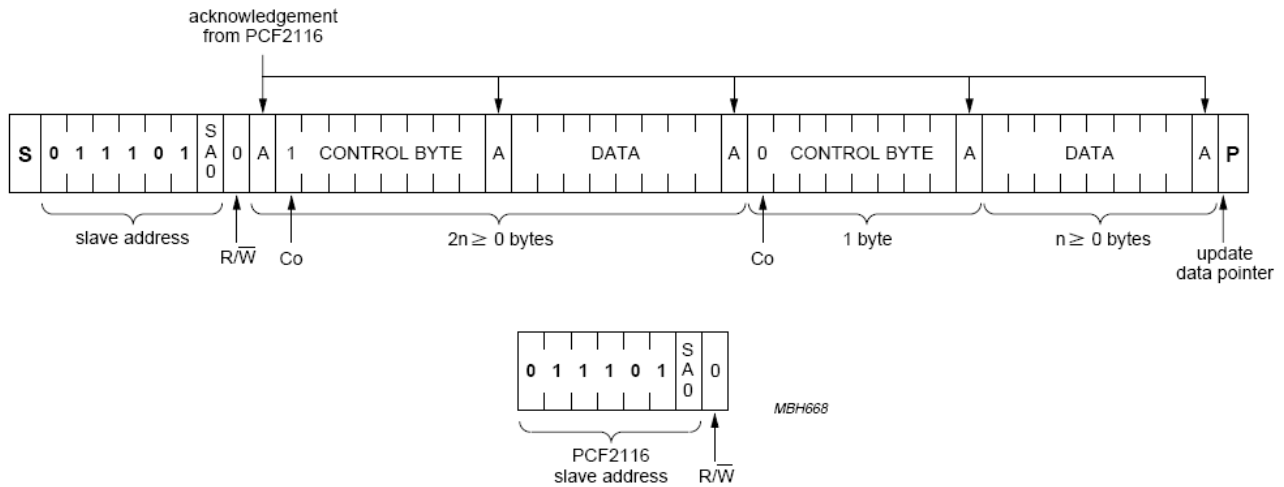 acknowledgement
from PCF2116
S 0 1 1 1 0 1 SA0 0 A 1 CONTROL BYTE A DATA A 0 CONTROL BYTE A DATA A P
slave address 2n ≥ 0 bytes 1 byte n ≥ 0 bytes
R/W̅ Co Co update
data pointer
0 1 1 1 0 1 SA0 0
MBH668
PCF2116
slave address R/W̅